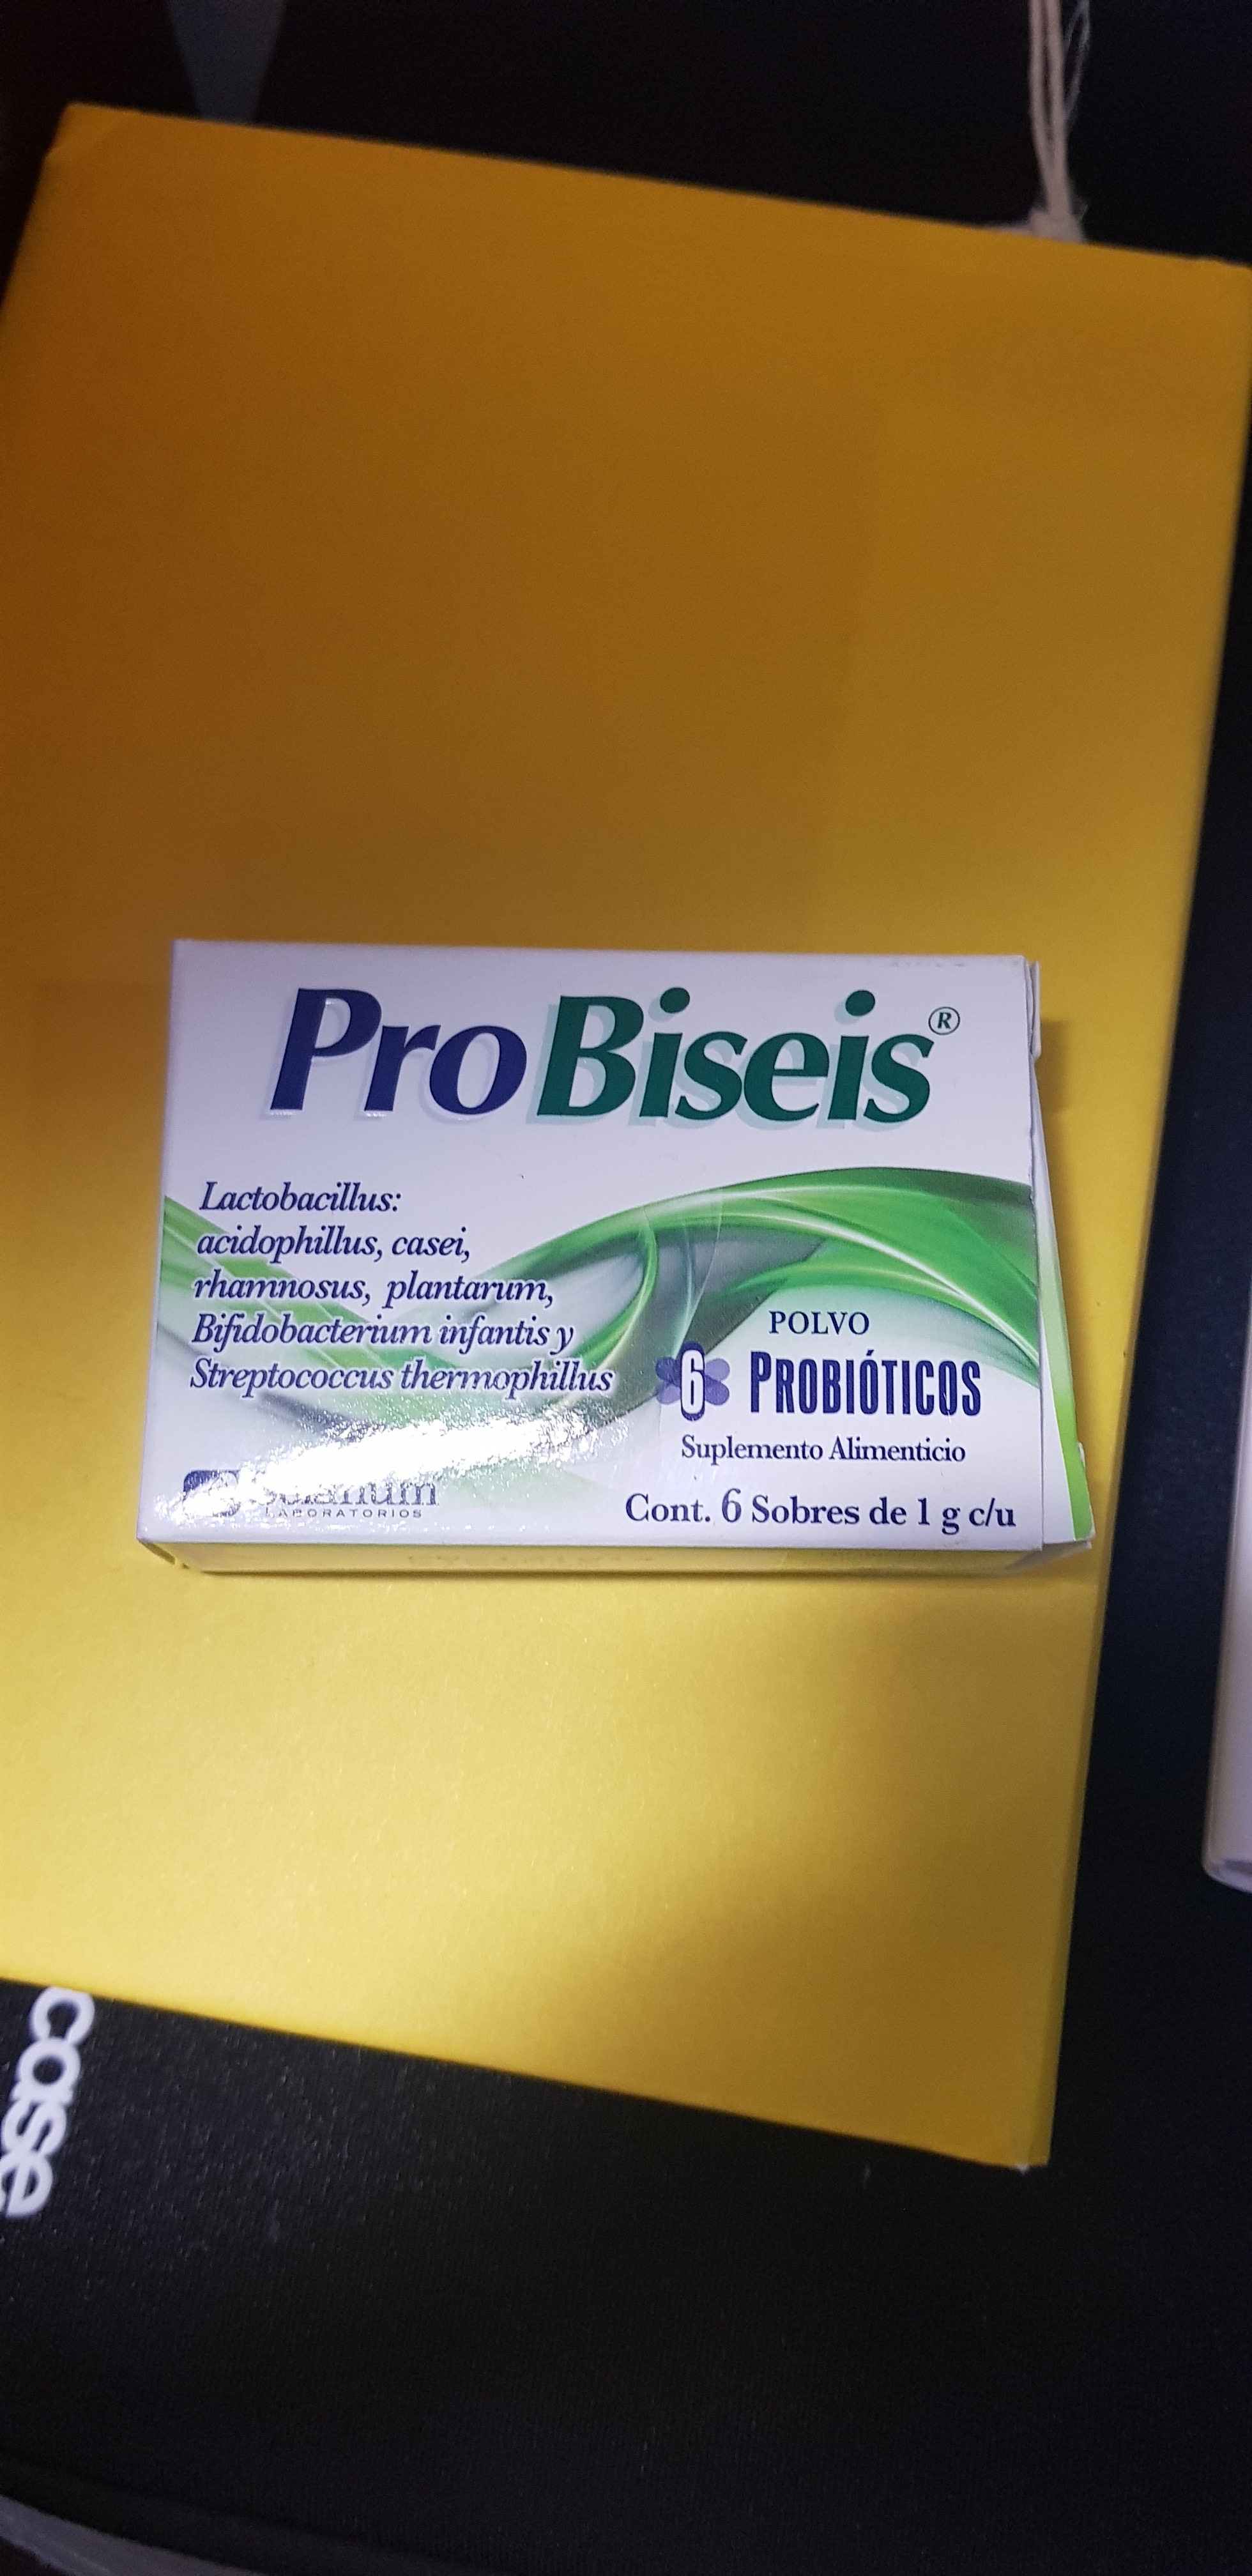 case
ProBiseis®
Lactobacillus:
acidophillus, casei,
rhamnosus, plantarum,
Bifidobacterium infantis y
Streptococcus thermophillus
POLVO
6 PROBIÓTICOS
Suplemento Alimenticio
LABORATORIOS
Cont. 6 Sobres de 1 g c/u